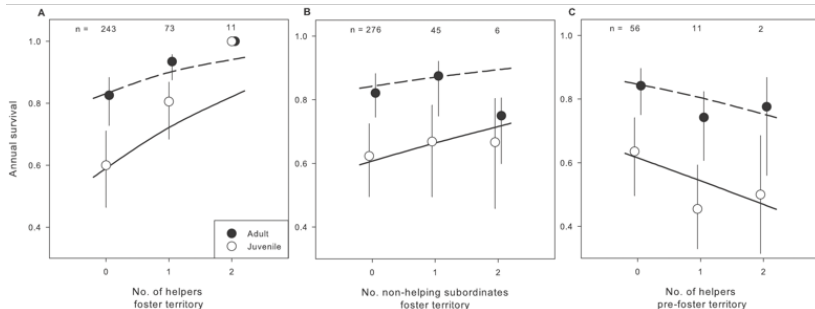 A
B
C
n = 243 73 11
n = 276 45 6
n = 56 11 2
Annual survival
1.0
0.8
0.6
0.4
1.0
0.8
0.6
0.4
1.0
0.8
0.6
0.4
Adult
Juvenile
0 1 2
0 1 2
0 1 2
No. of helpers
foster territory
No. non-helping subordinates
foster territory
No. of helpers
pre-foster territory